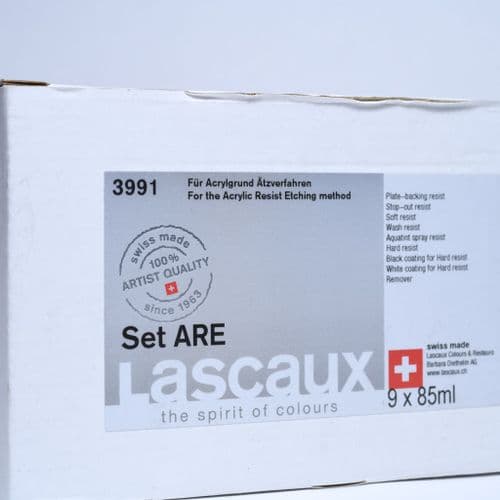 3991
Für Acrylgrund Ätzverfahren
For the Acrylic Resist Etching method
swiss made
100%
ARTIST QUALITY
since 1963
Set ARE
Lascaux
the spirit of colours
Plate-backing resist
Stop-out resist
Soft resist
Wash resist
Aquatint spray resist
Hard resist
Black coating for Hard resist
White coating for Hard resist
Remover
swiss made
Lascaux Colours & Restauro
Barbara Diethelm AG
www.lascaux.ch
9 x 85ml